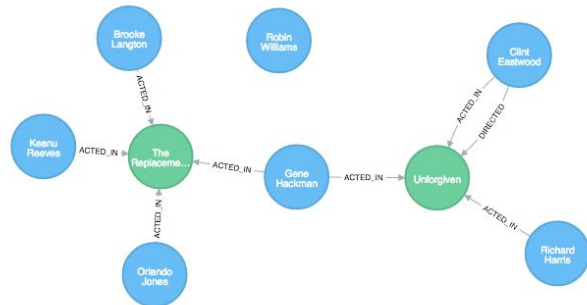 Brooke
Langton
Robin
Williams
Clint
Eastwood
ACTED_IN
ACTED_IN
DIRECTED
Keanu
Reeves
ACTED_IN
The
Replaceme...
ACTED_IN
Gene
Hackman
ACTED_IN
Unforgiven
ACTED_IN
ACTED_IN
Richard
Harris
Orlando
Jones